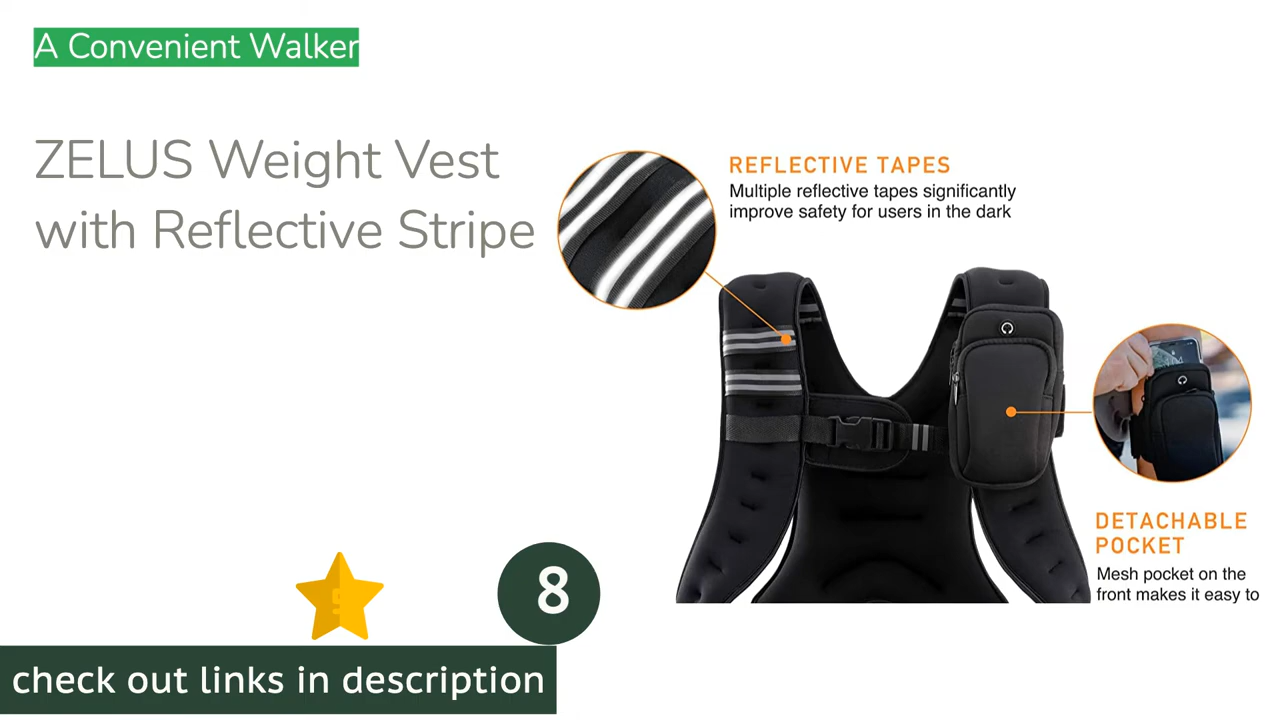 A Convenient Walker
ZELUS Weight Vest
with Reflective Stripe
REFLECTIVE TAPES
Multiple reflective tapes significantly
improve safety for users in the dark
DETACHABLE
POCKET
Mesh pocket on the
front makes it easy to
8
check out links in description